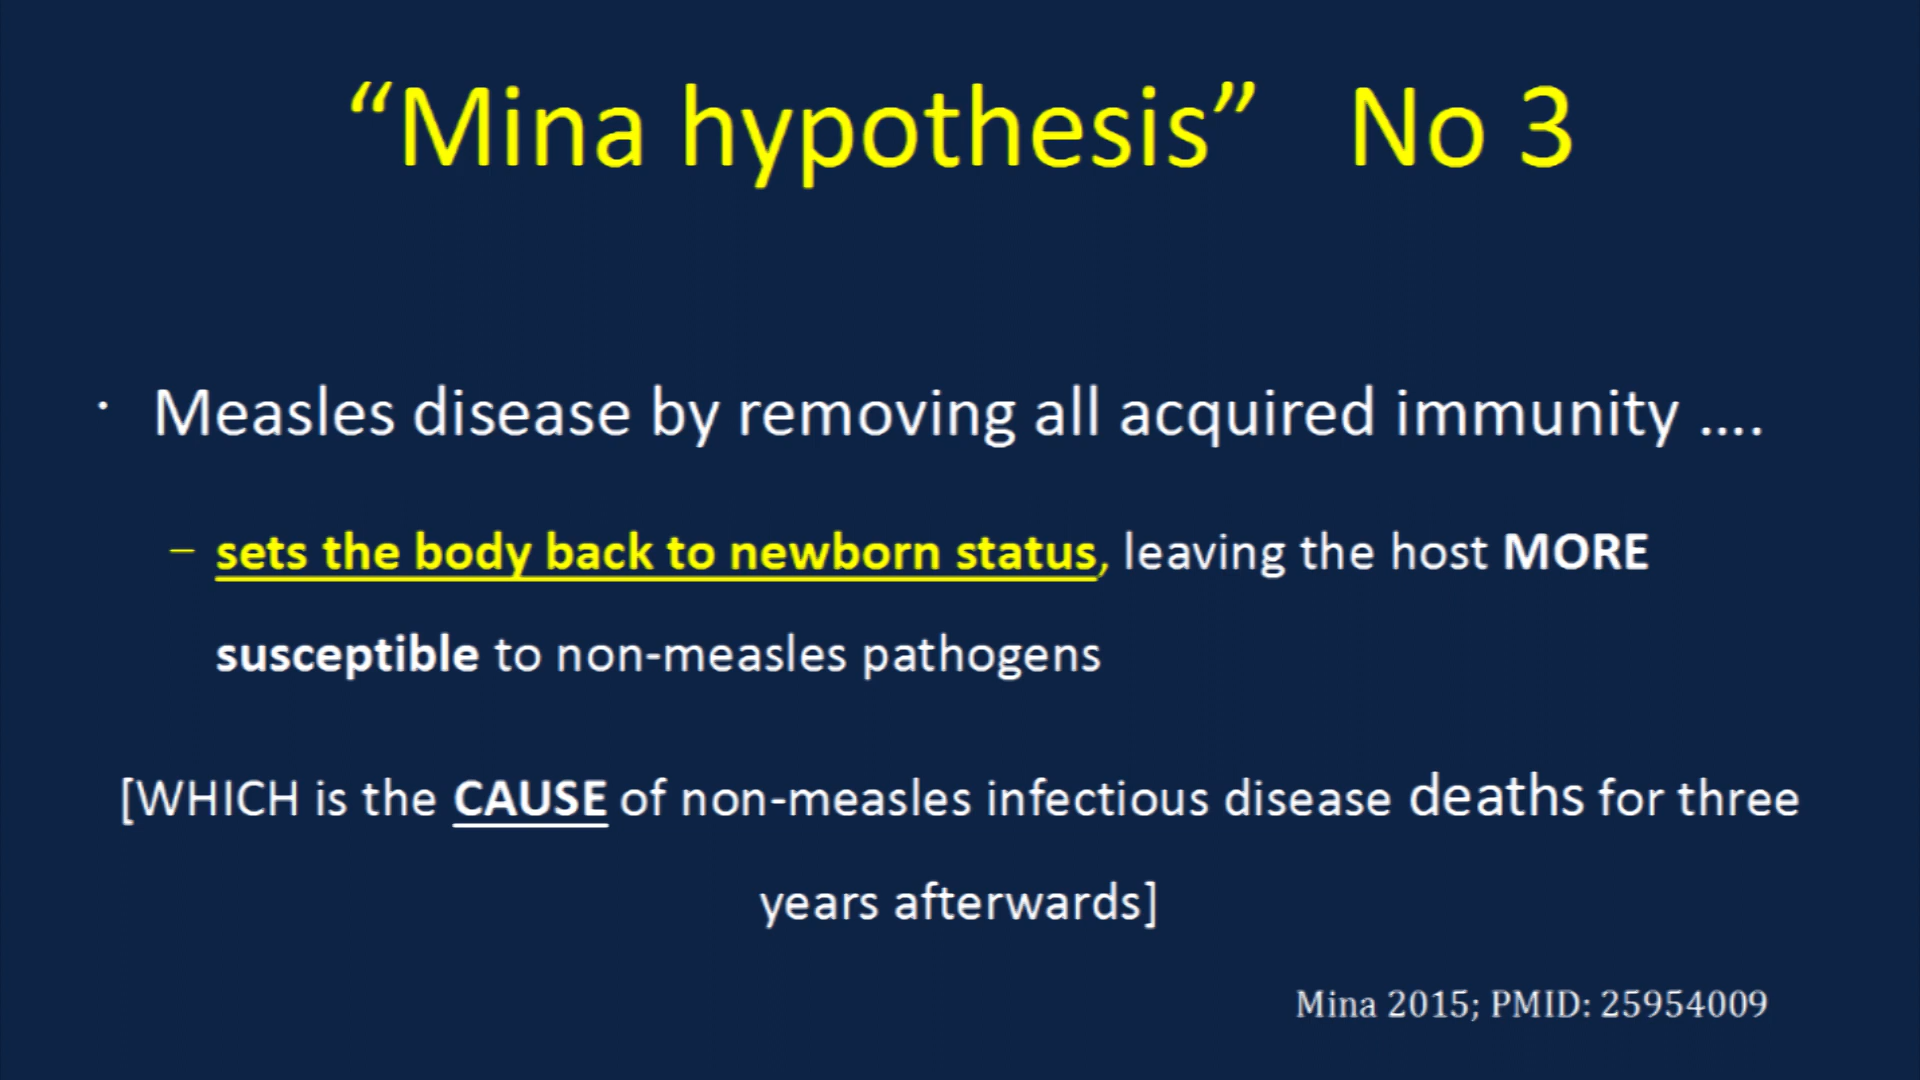 “Mina hypothesis” No 3
· Measles disease by removing all acquired immunity ....
– sets the body back to newborn status, leaving the host MORE
susceptible to non-measles pathogens
[WHICH is the CAUSE of non-measles infectious disease deaths for three
years afterwards]
Mina 2015; PMID: 25954009